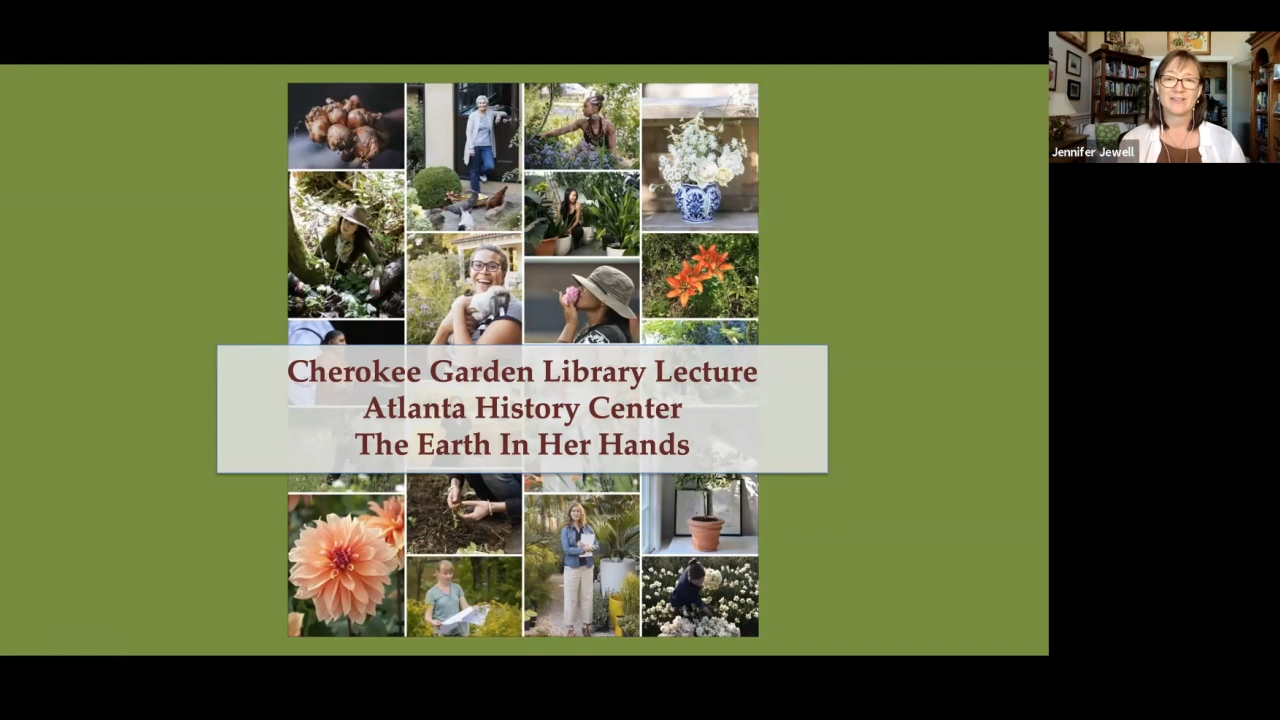 Cherokee Garden Library Lecture
Atlanta History Center
The Earth In Her Hands
Jennifer Jewell